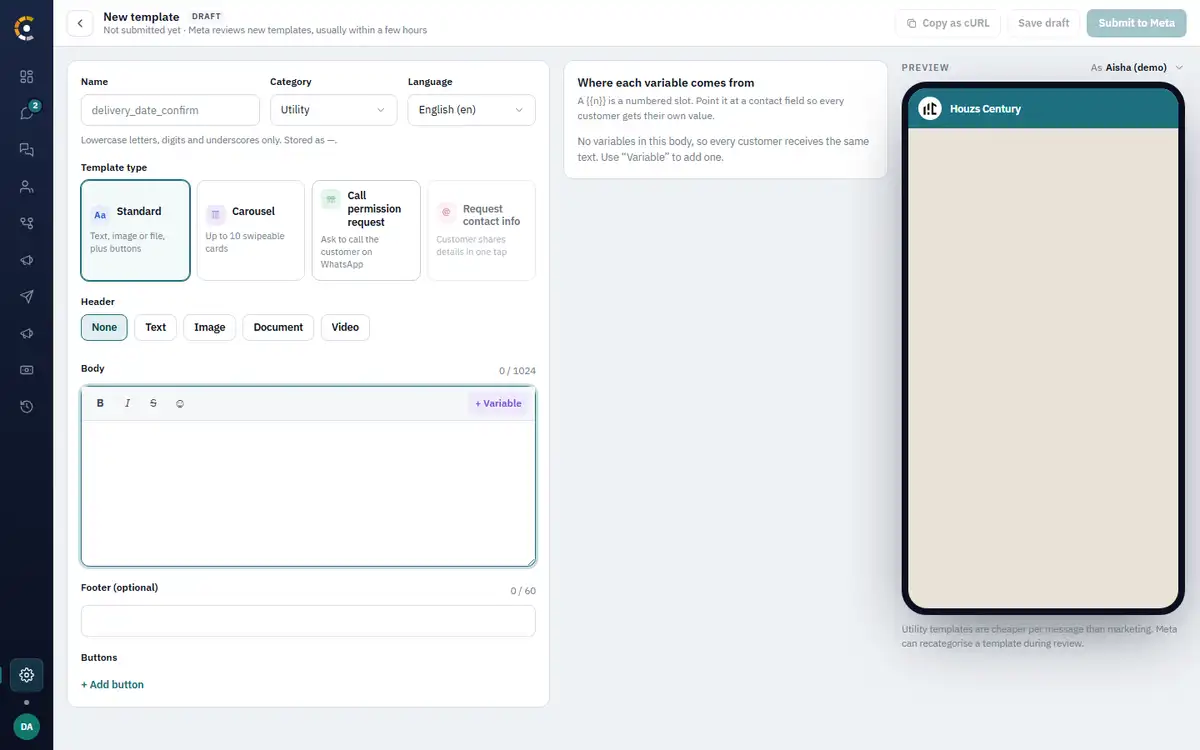 New template DRAFT
Not submitted yet · Meta reviews new templates, usually within a few hours
Copy as cURL
Save draft
Submit to Meta
2
Name
Category
Language
delivery_date_confirm
Utility
English (en)
Lowercase letters, digits and underscores only. Stored as —.
Template type
Aa
Standard
Text, image or file,
plus buttons
Carousel
Up to 10 swipeable
cards
Call
permission
request
Ask to call the
customer on
WhatsApp
@
Request
contact info
Customer shares
details in one tap
Header
None
Text
Image
Document
Video
Body
0 / 1024
B
I
S
+ Variable
Footer (optional)
0 / 60
Buttons
+ Add button
DA
Where each variable comes from
A {{n}} is a numbered slot. Point it at a contact field so every
customer gets their own value.
No variables in this body, so every customer receives the same
text. Use “Variable” to add one.
PREVIEW
As Aisha (demo)
Houzs Century
Utility templates are cheaper per message than marketing. Meta
can recategorise a template during review.